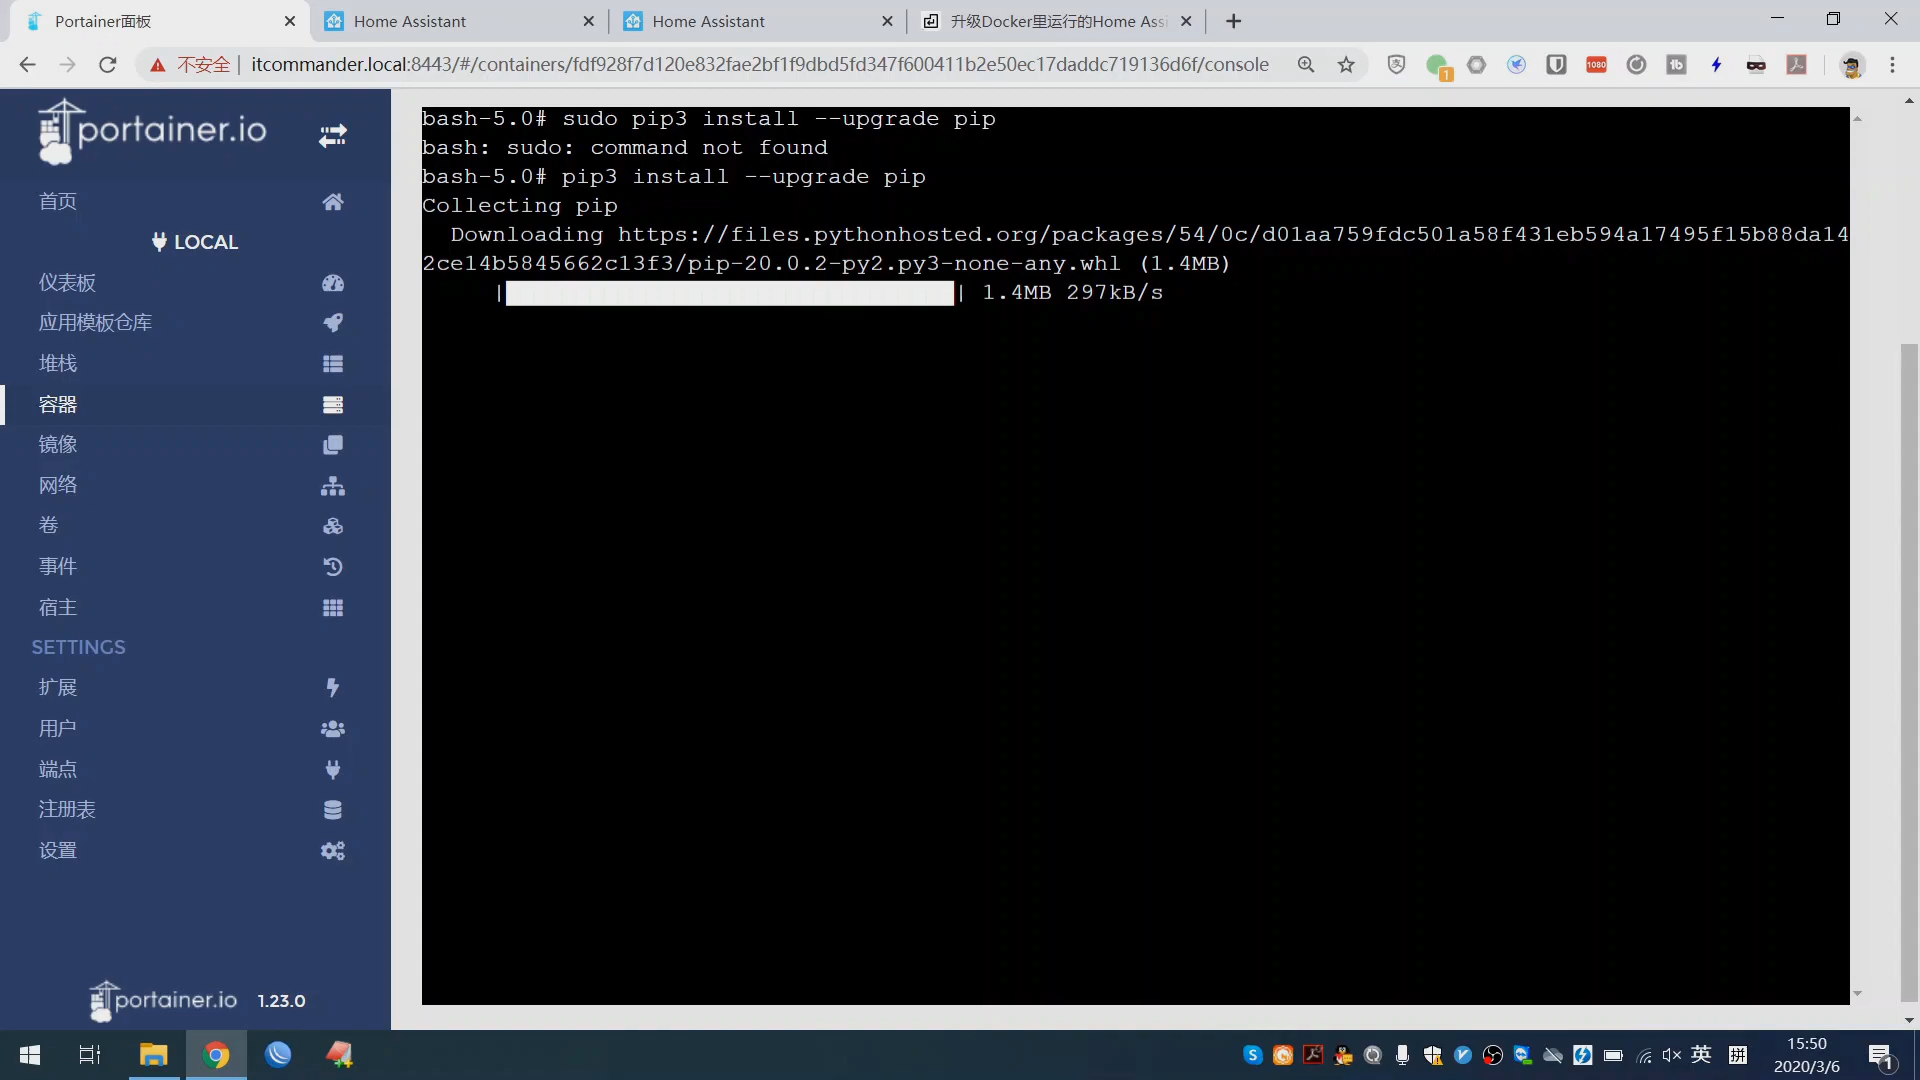 Portainer面板
Home Assistant
Home Assistant
升级Docker里运行的Home Assi
不安全
itcommander.local:8443/#/containers/fdf928f7d120e832fae2bf1f9dbd5fd347f600411b2e50ec17daddc719136d6f/console
1
1080
portainer.io
首页
LOCAL
仪表板
应用模板仓库
堆栈
容器
镜像
网络
卷
事件
宿主
SETTINGS
扩展
用户
端点
注册表
设置
portainer.io 1.23.0
bash-5.0# sudo pip3 install --upgrade pip
bash: sudo: command not found
bash-5.0# pip3 install --upgrade pip
Collecting pip
Downloading https://files.pythonhosted.org/packages/54/0c/d01aa759fdc501a58f431eb594a17495f15b88da14
2ce14b5845662c13f3/pip-20.0.2-py2.py3-none-any.whl (1.4MB)
| | 1.4MB 297kB/s
英
拼
15:50
2020/3/6
1